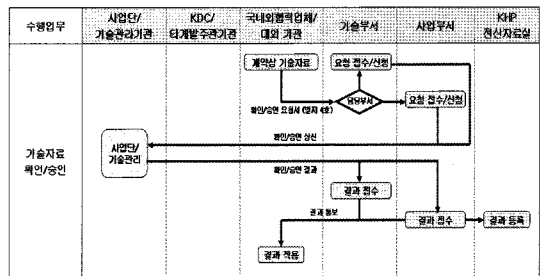 수행업무
사업단/
기술관리기관
KDC/
타계발주관기관
국내외협력업체/
대외 기관
기술부서
사업부서
KHP
전산자료실
계약상 기술자료
요청 접수/신청
담당부서
요청 접수/신청
확인/승인 요청서 (별지 4호)
확인/승인 상신
기술자료
확인/승인
사업단/
기술관리
확인/승인 결과
결과 접수
결과 통보
결과 접수
결과 등록
결과 적용